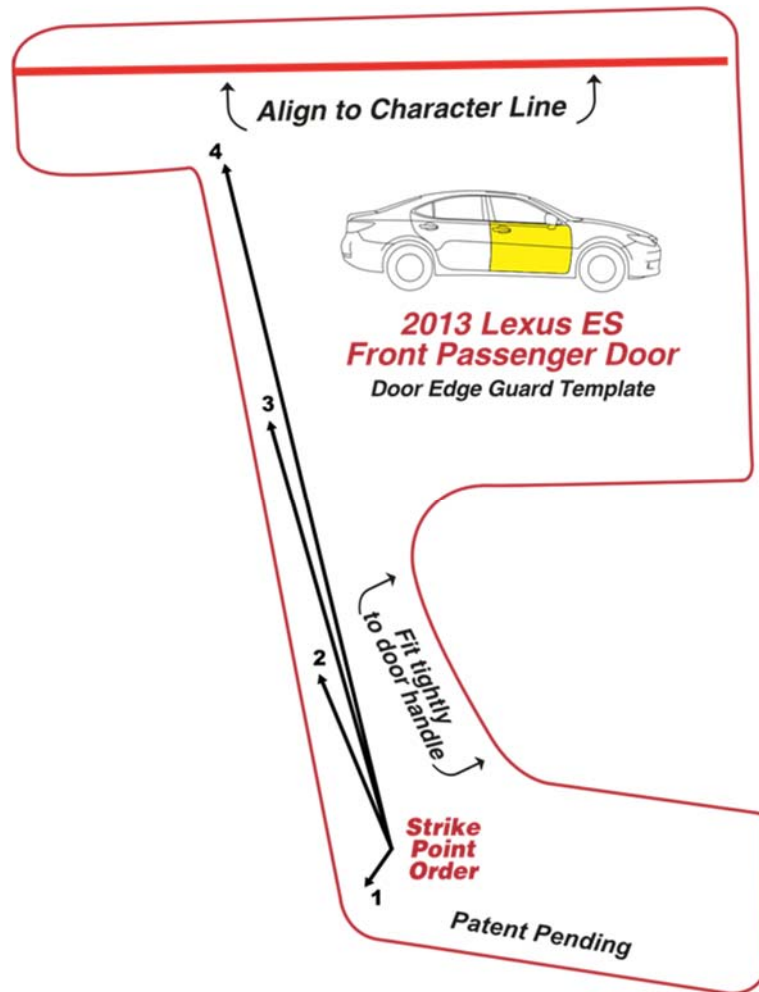 Align to Character Line
4
2013 Lexus ES
Front Passenger Door
Door Edge Guard Template
3
Fit tightly
to door handle
2
Strike
Point
Order
1
Patent Pending